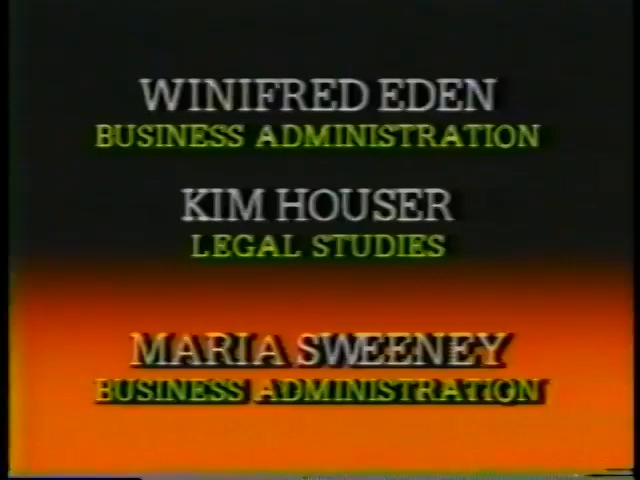 WINIFRED EDEN
BUSINESS ADMINISTRATION
KIM HOUSER
LEGAL STUDIES
MARIA SWEENEY
BUSINESS ADMINISTRATION